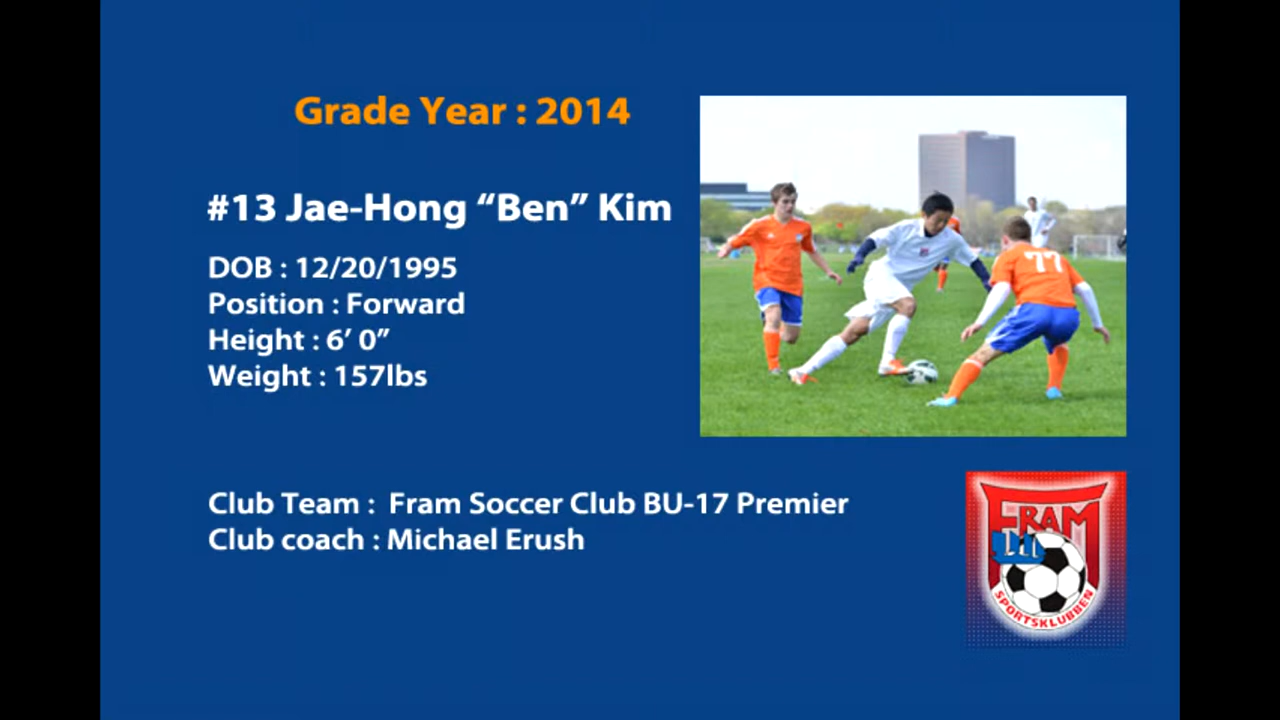 Grade Year : 2014
#13 Jae-Hong “Ben” Kim
DOB : 12/20/1995
Position : Forward
Height : 6’ 0”
Weight : 157lbs
77
Club Team :  Fram Soccer Club BU-17 Premier
Club coach : Michael Erush
FRAM
SPORTSKLUBBEN